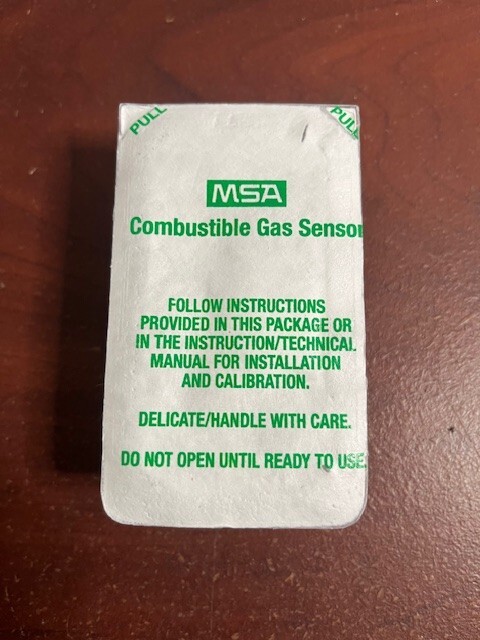 PULL
PULL
MSA
Combustible Gas Sensor
FOLLOW INSTRUCTIONS
PROVIDED IN THIS PACKAGE OR
IN THE INSTRUCTION/TECHNICAL
MANUAL FOR INSTALLATION
AND CALIBRATION.
DELICATE/HANDLE WITH CARE.
DO NOT OPEN UNTIL READY TO USE.